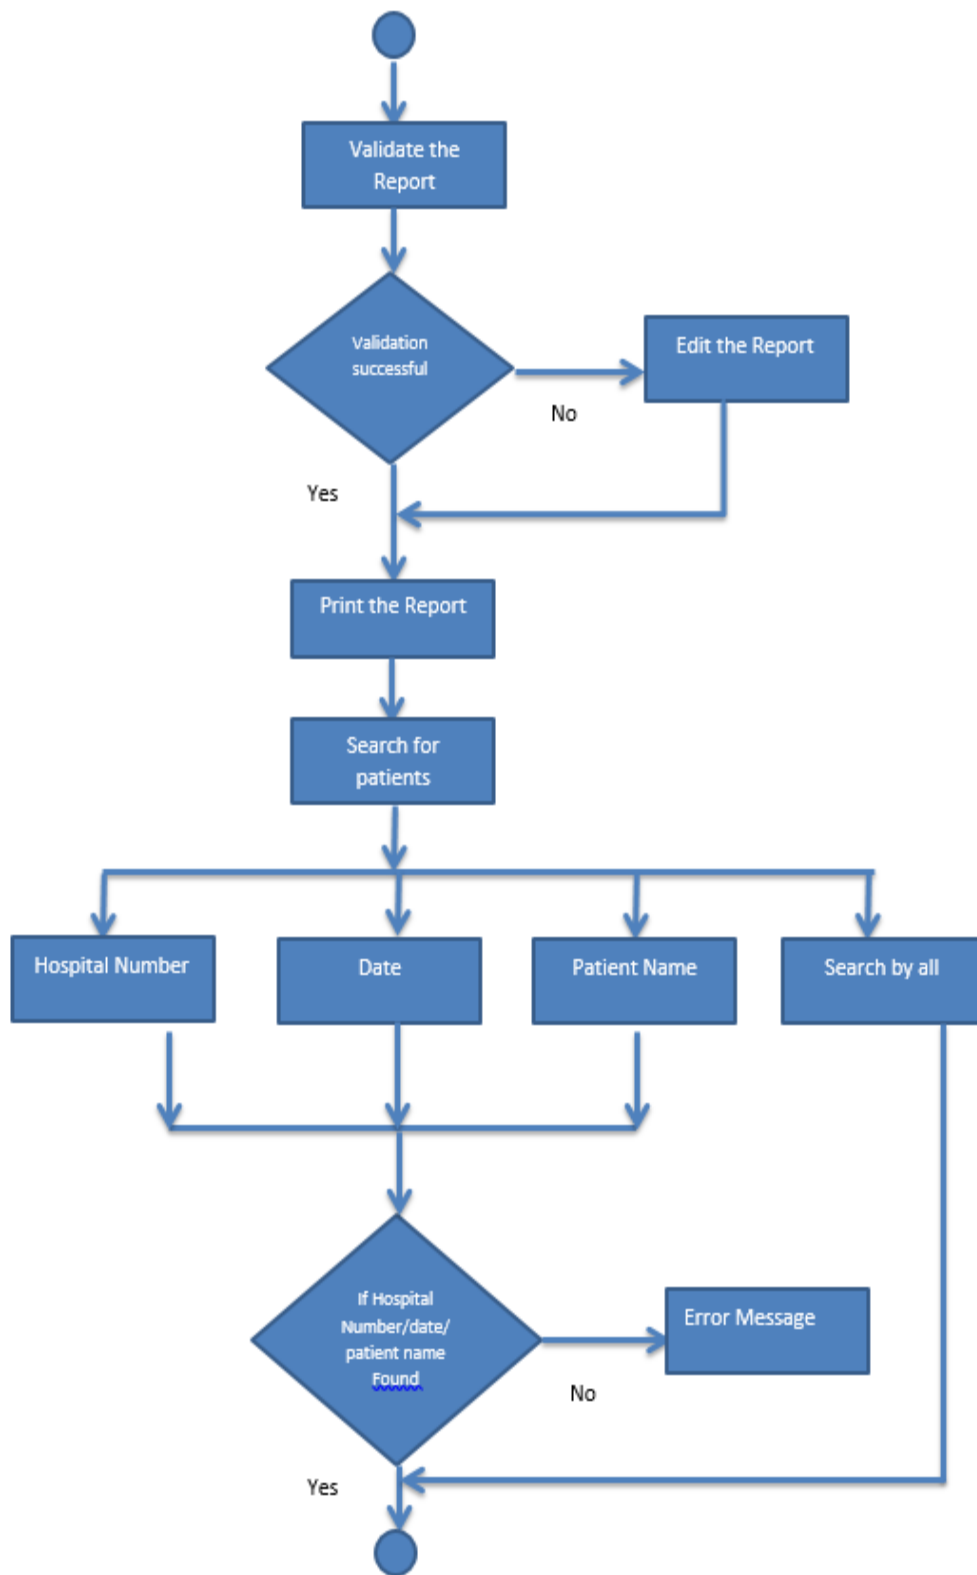 Validate the
Report
Validation
successful
Edit the Report
No
Yes
Print the Report
Search for
patients
Hospital Number
Date
Patient Name
Search by all
If Hospital
Number/date/
patient name
Found
Error Message
No
Yes